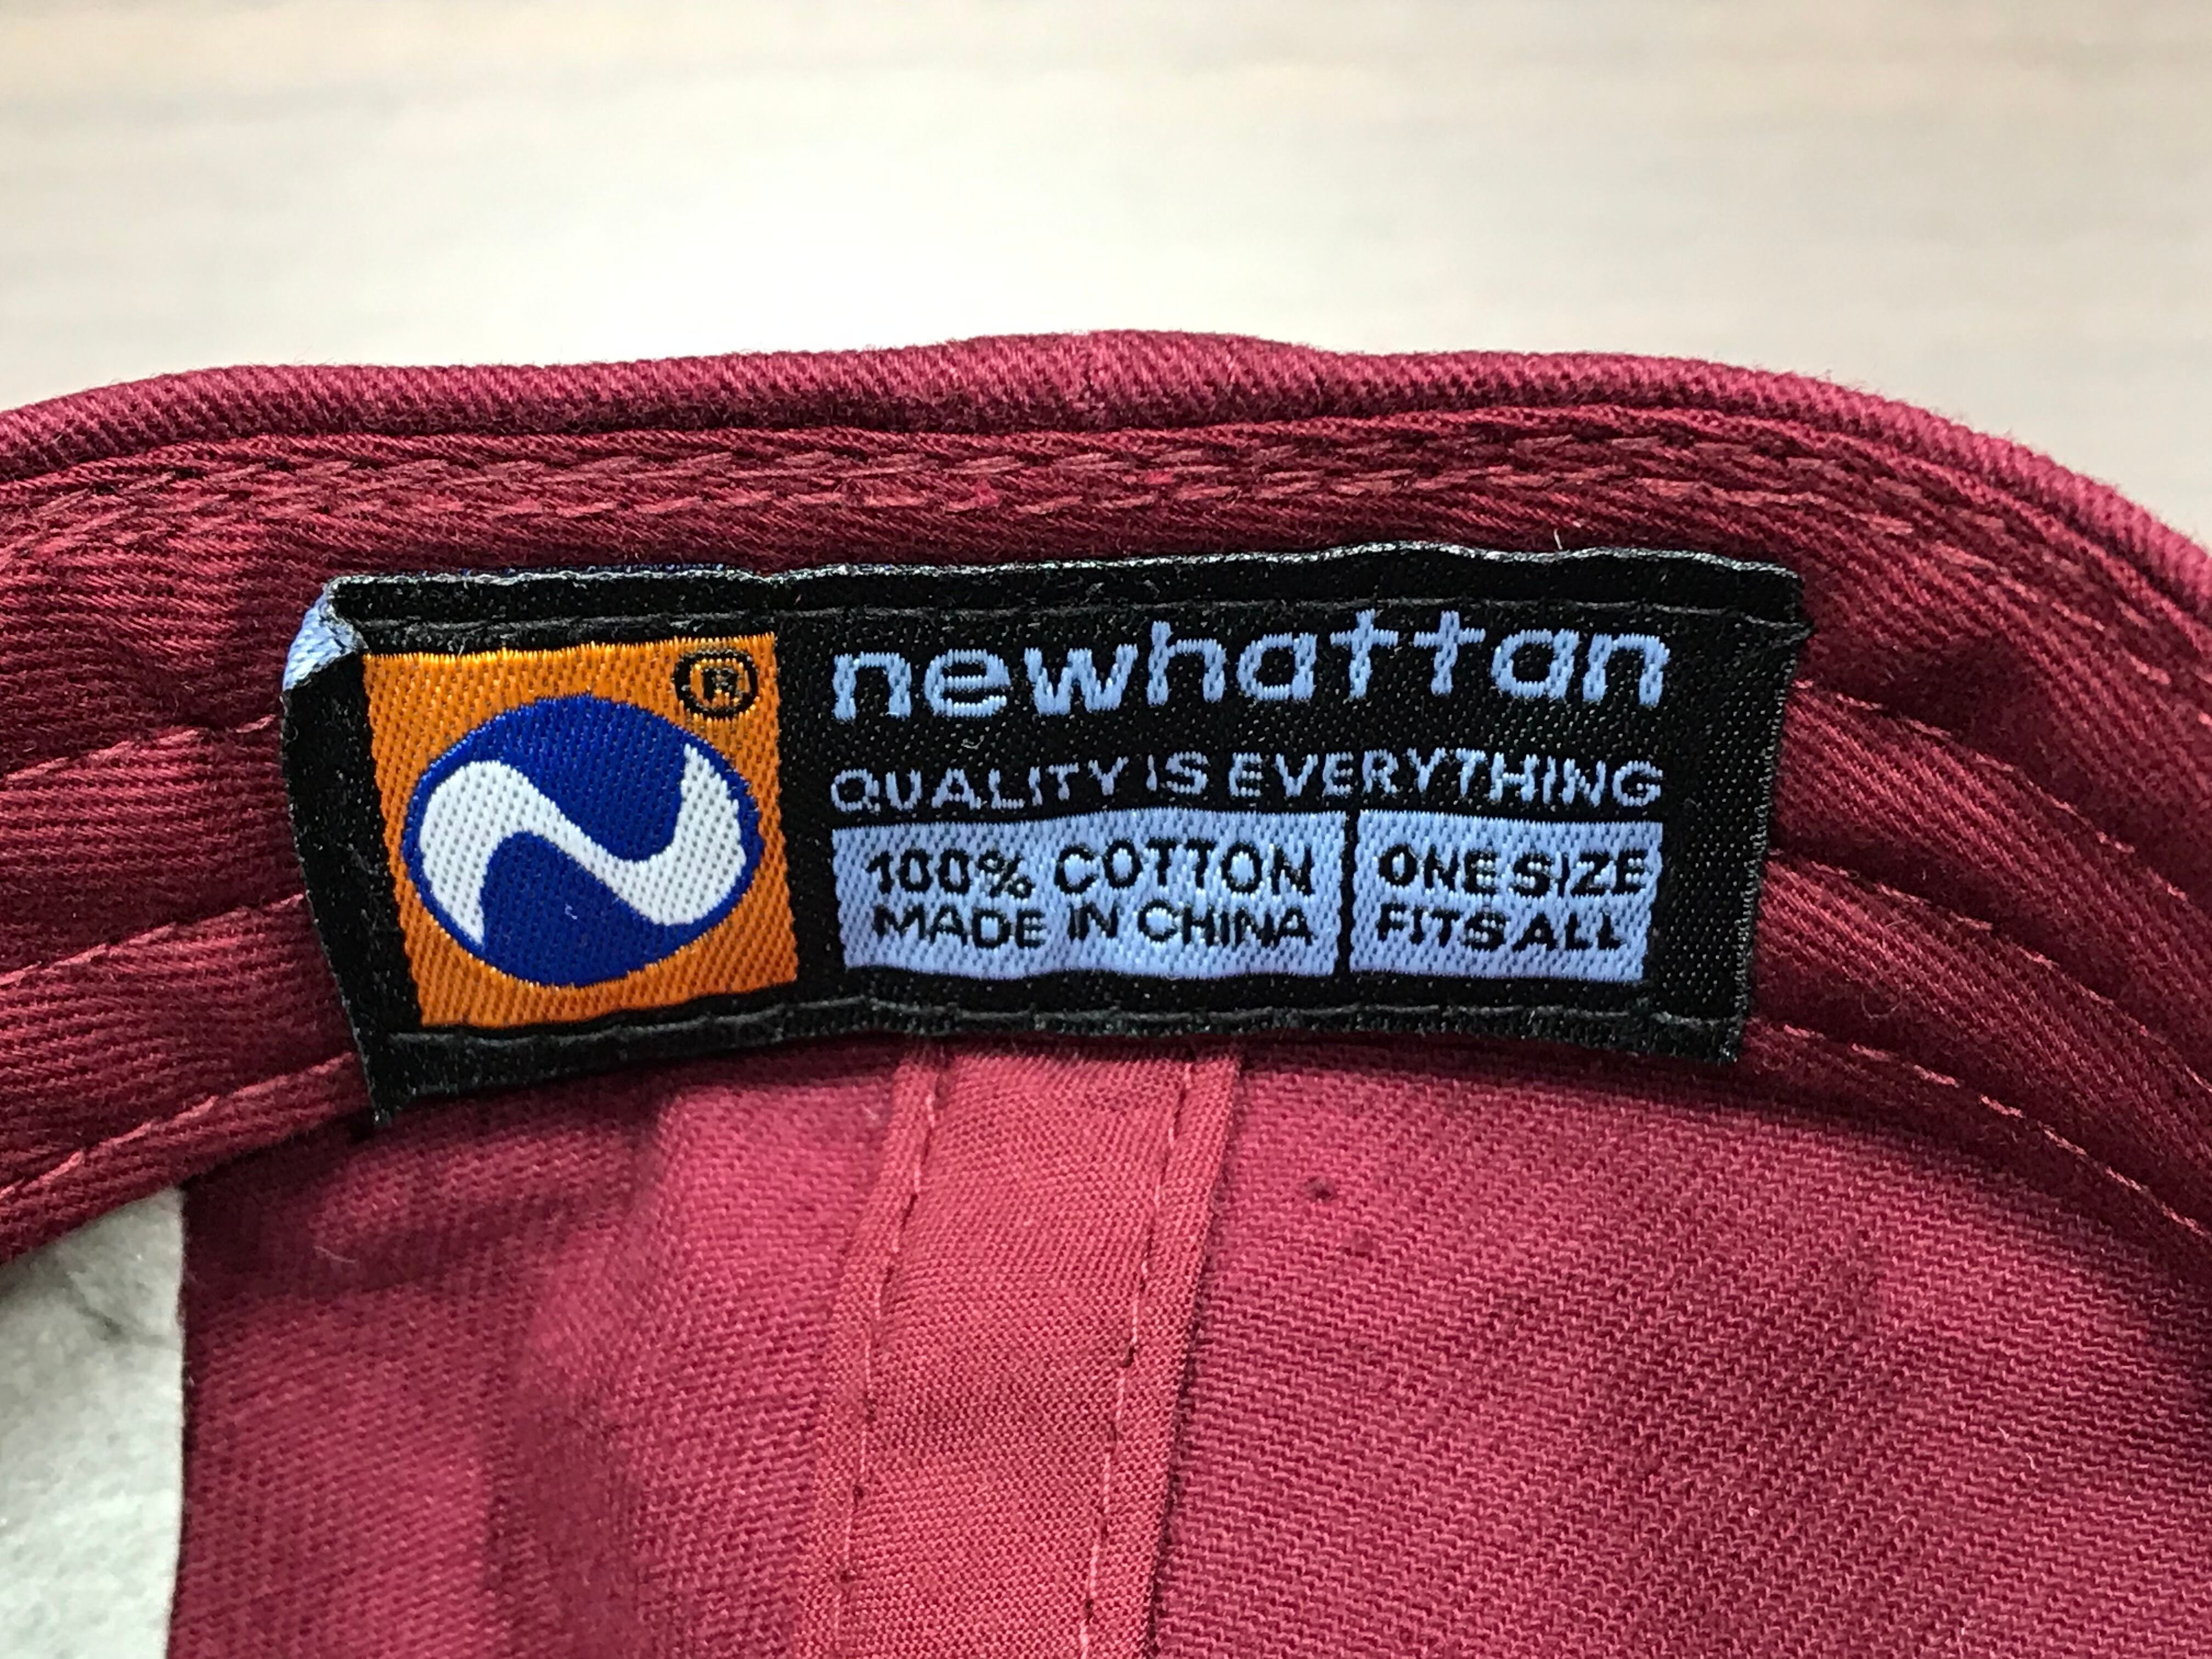 ®
newhattan
QUALITY IS EVERYTHING
100% COTTON
MADE IN CHINA
ONE SIZE
FITS ALL